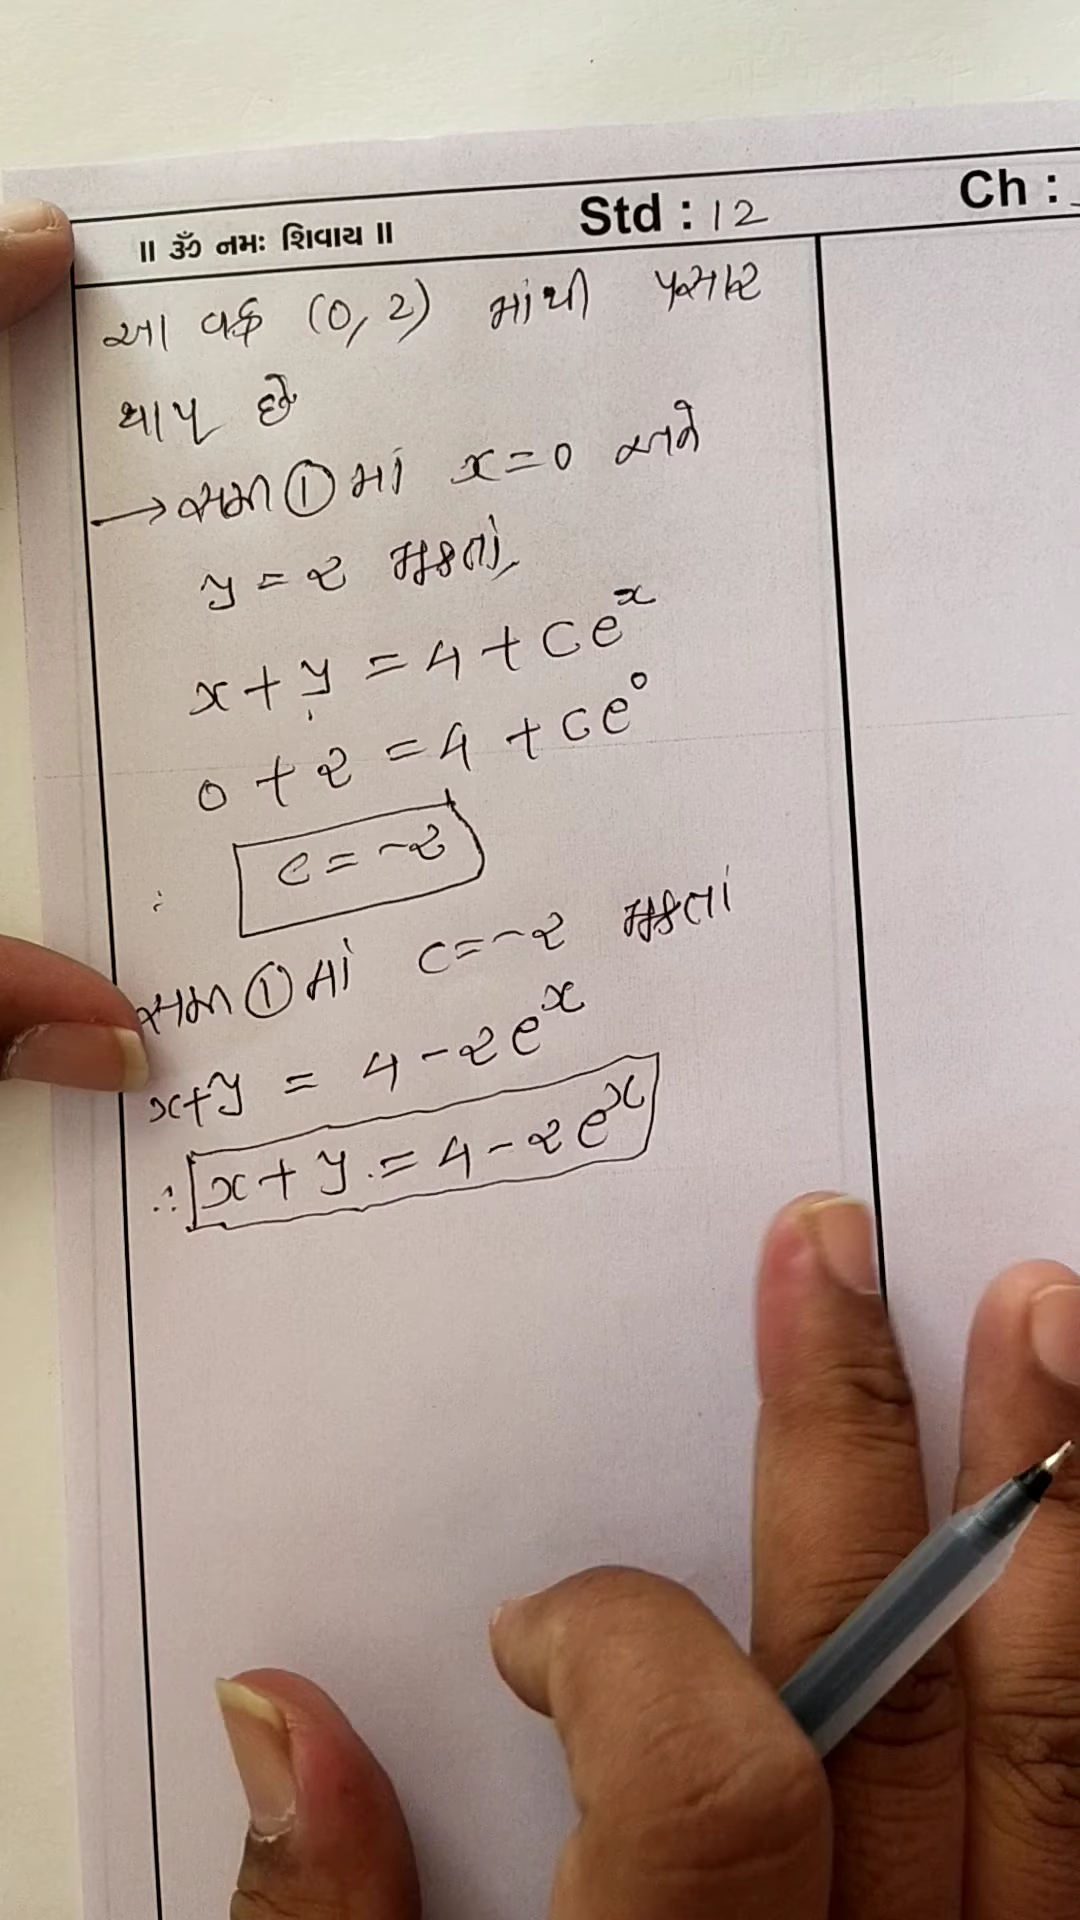 ॥ ૐ નમઃ શિવાય ॥ Std : 12 Ch :
આ વક્ર (0, 2) માંથી પસાર
થાય છે
→ સમી ① માં x = 0 અને
y = 2 મુકતાં,
x + y = 4 + Ce^x
0 + 2 = 4 + Ce^0
∴ c = -2
સમી ① માં C = -2 મુકતાં
x + y = 4 - 2e^x
∴ x + y = 4 - 2e^x